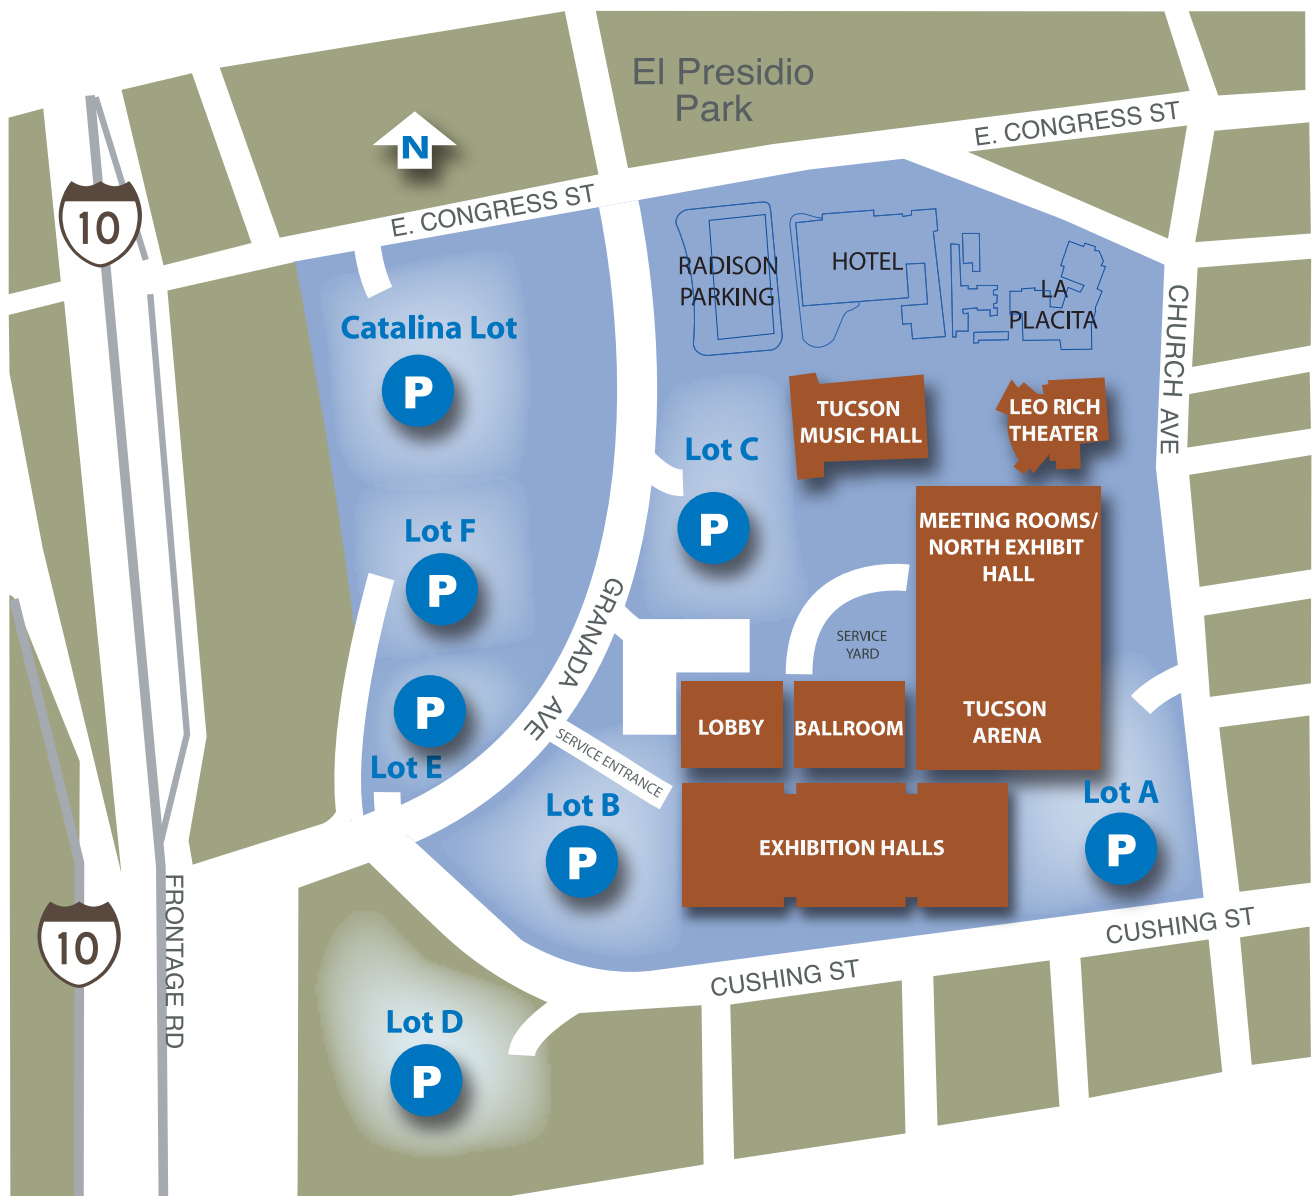 El Presidio
Park
E. CONGRESS ST
N
E. CONGRESS ST
10
RADISON
PARKING
HOTEL
LA
PLACITA
CHURCH AVE
Catalina Lot
P
TUCSON
MUSIC HALL
LEO RICH
THEATER
Lot C
P
Lot F
P
MEETING ROOMS/
NORTH EXHIBIT
HALL
GRANADA AVE
SERVICE
YARD
P
Lot E
LOBBY
BALLROOM
TUCSON
ARENA
SERVICE ENTRANCE
Lot B
P
EXHIBITION HALLS
Lot A
P
FRONTAGE RD
10
CUSHING ST
CUSHING ST
Lot D
P